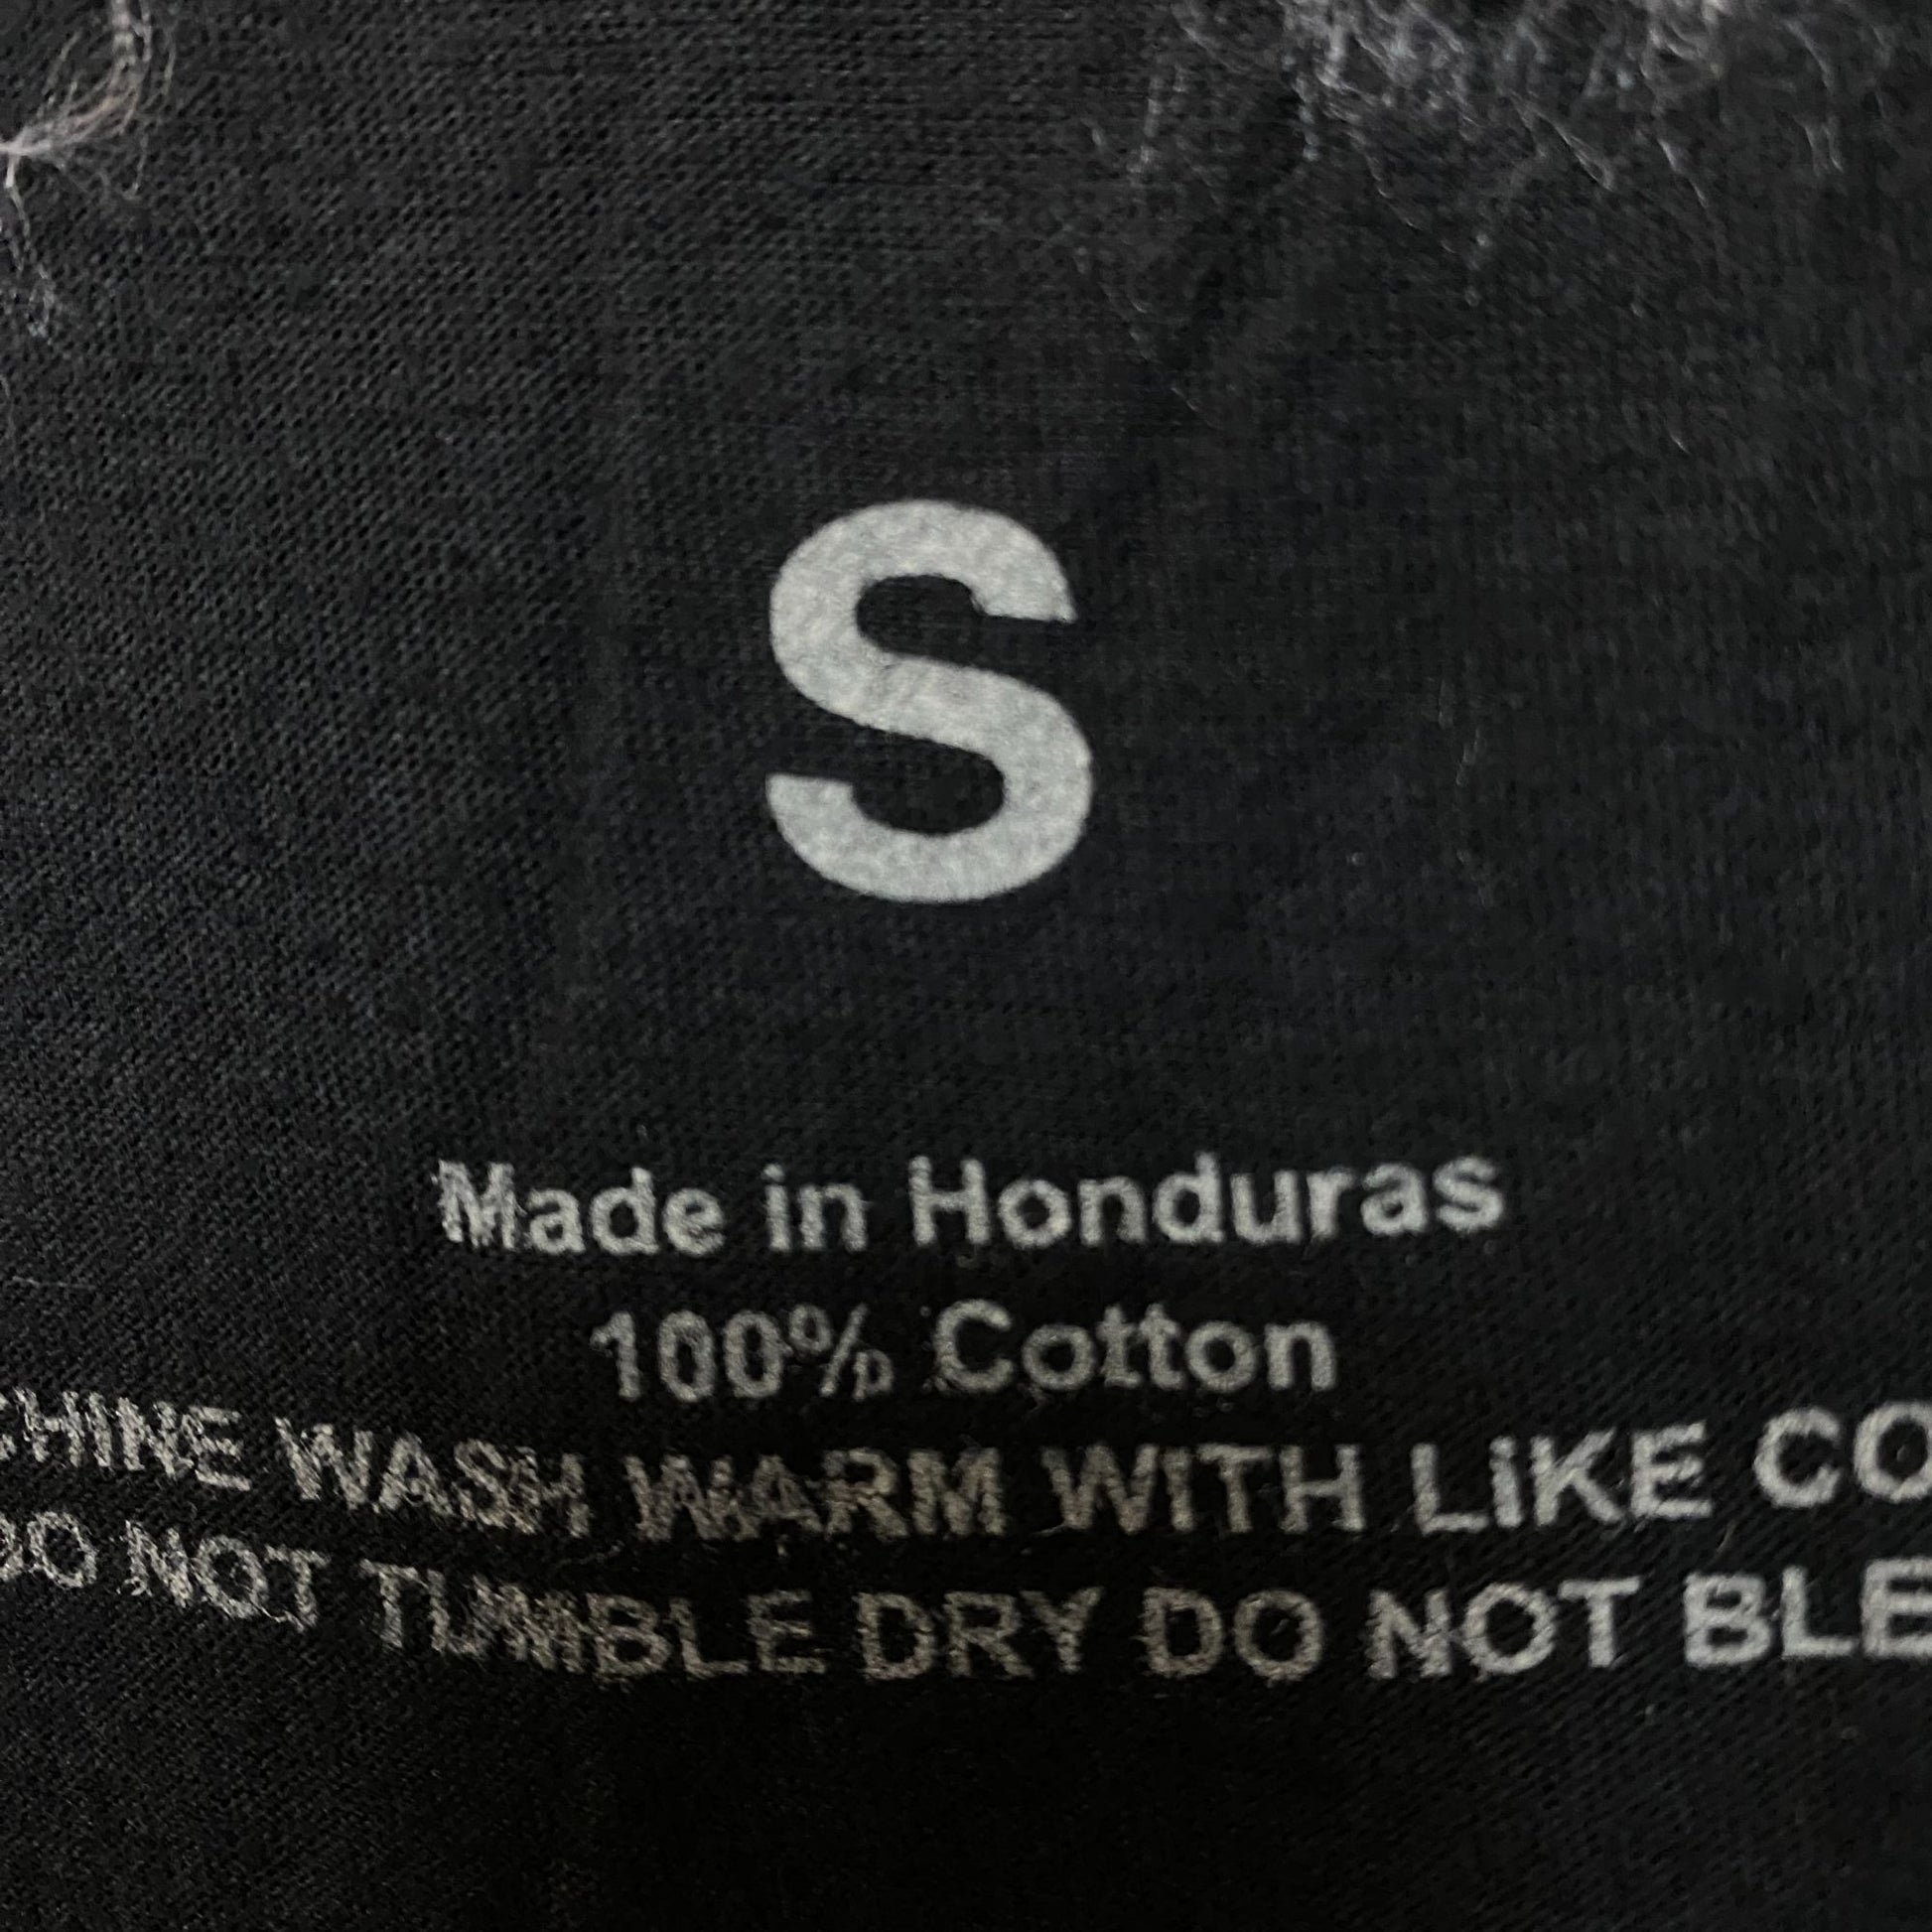 S
Made in Honduras
100% Cotton
CHINE WASH WARM WITH LIKE CO
DO NOT TUMBLE DRY DO NOT BLE